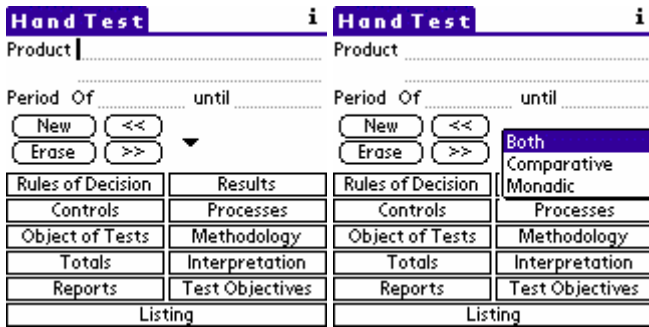 Hand Test i
Product
Period Of until
New <<
Erase >>
Rules of Decision Results
Controls Processes
Object of Tests Methodology
Totals Interpretation
Reports Test Objectives
Listing
Hand Test i
Product
Period Of until
New <<
Erase >>
Both
Comparative
Monadic
Rules of Decision
Controls Processes
Object of Tests Methodology
Totals Interpretation
Reports Test Objectives
Listing